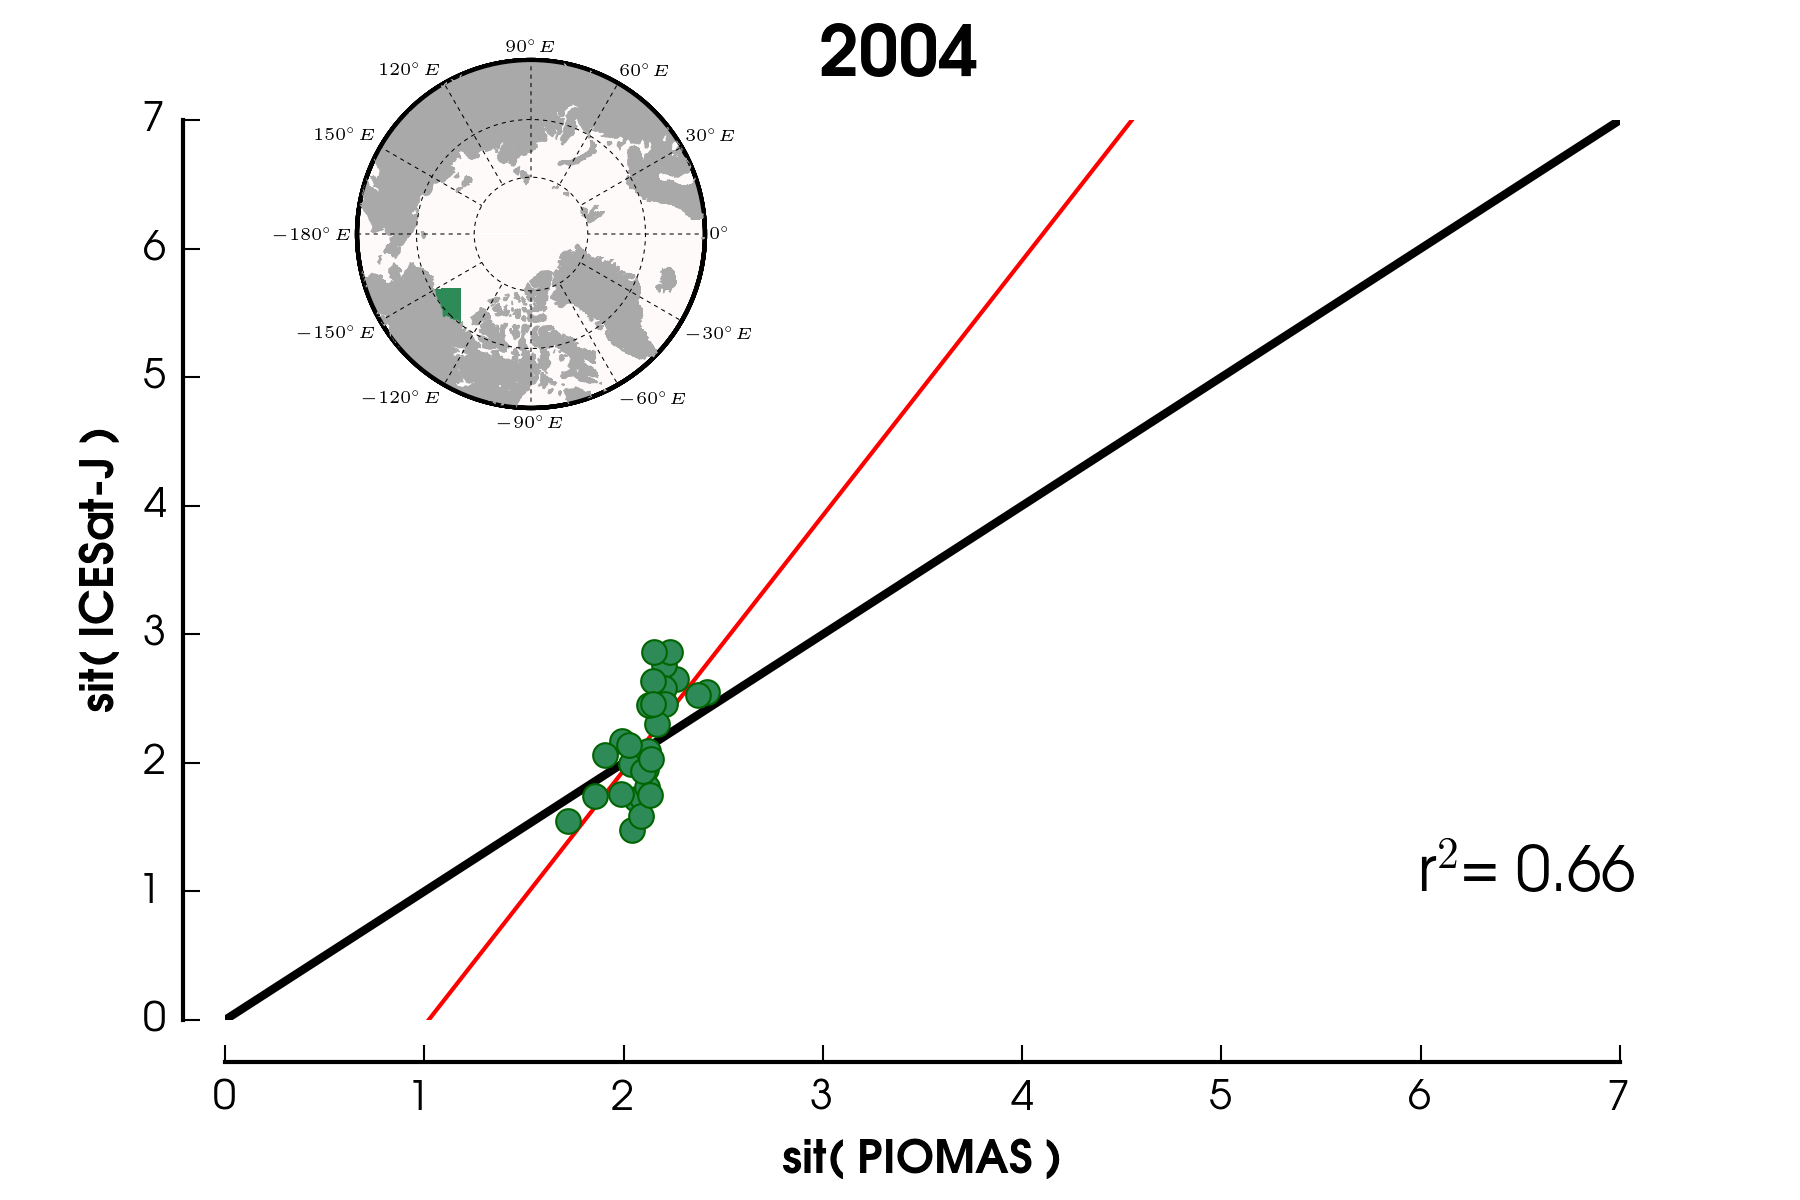 2004
90° E
120° E
60° E
150° E
30° E
−180° E
0°
−150° E
−30° E
−120° E
−60° E
−90° E
7
6
5
4
3
2
1
0
sit( ICESat-J )
r²= 0.66
0 1 2 3 4 5 6 7
sit( PIOMAS )